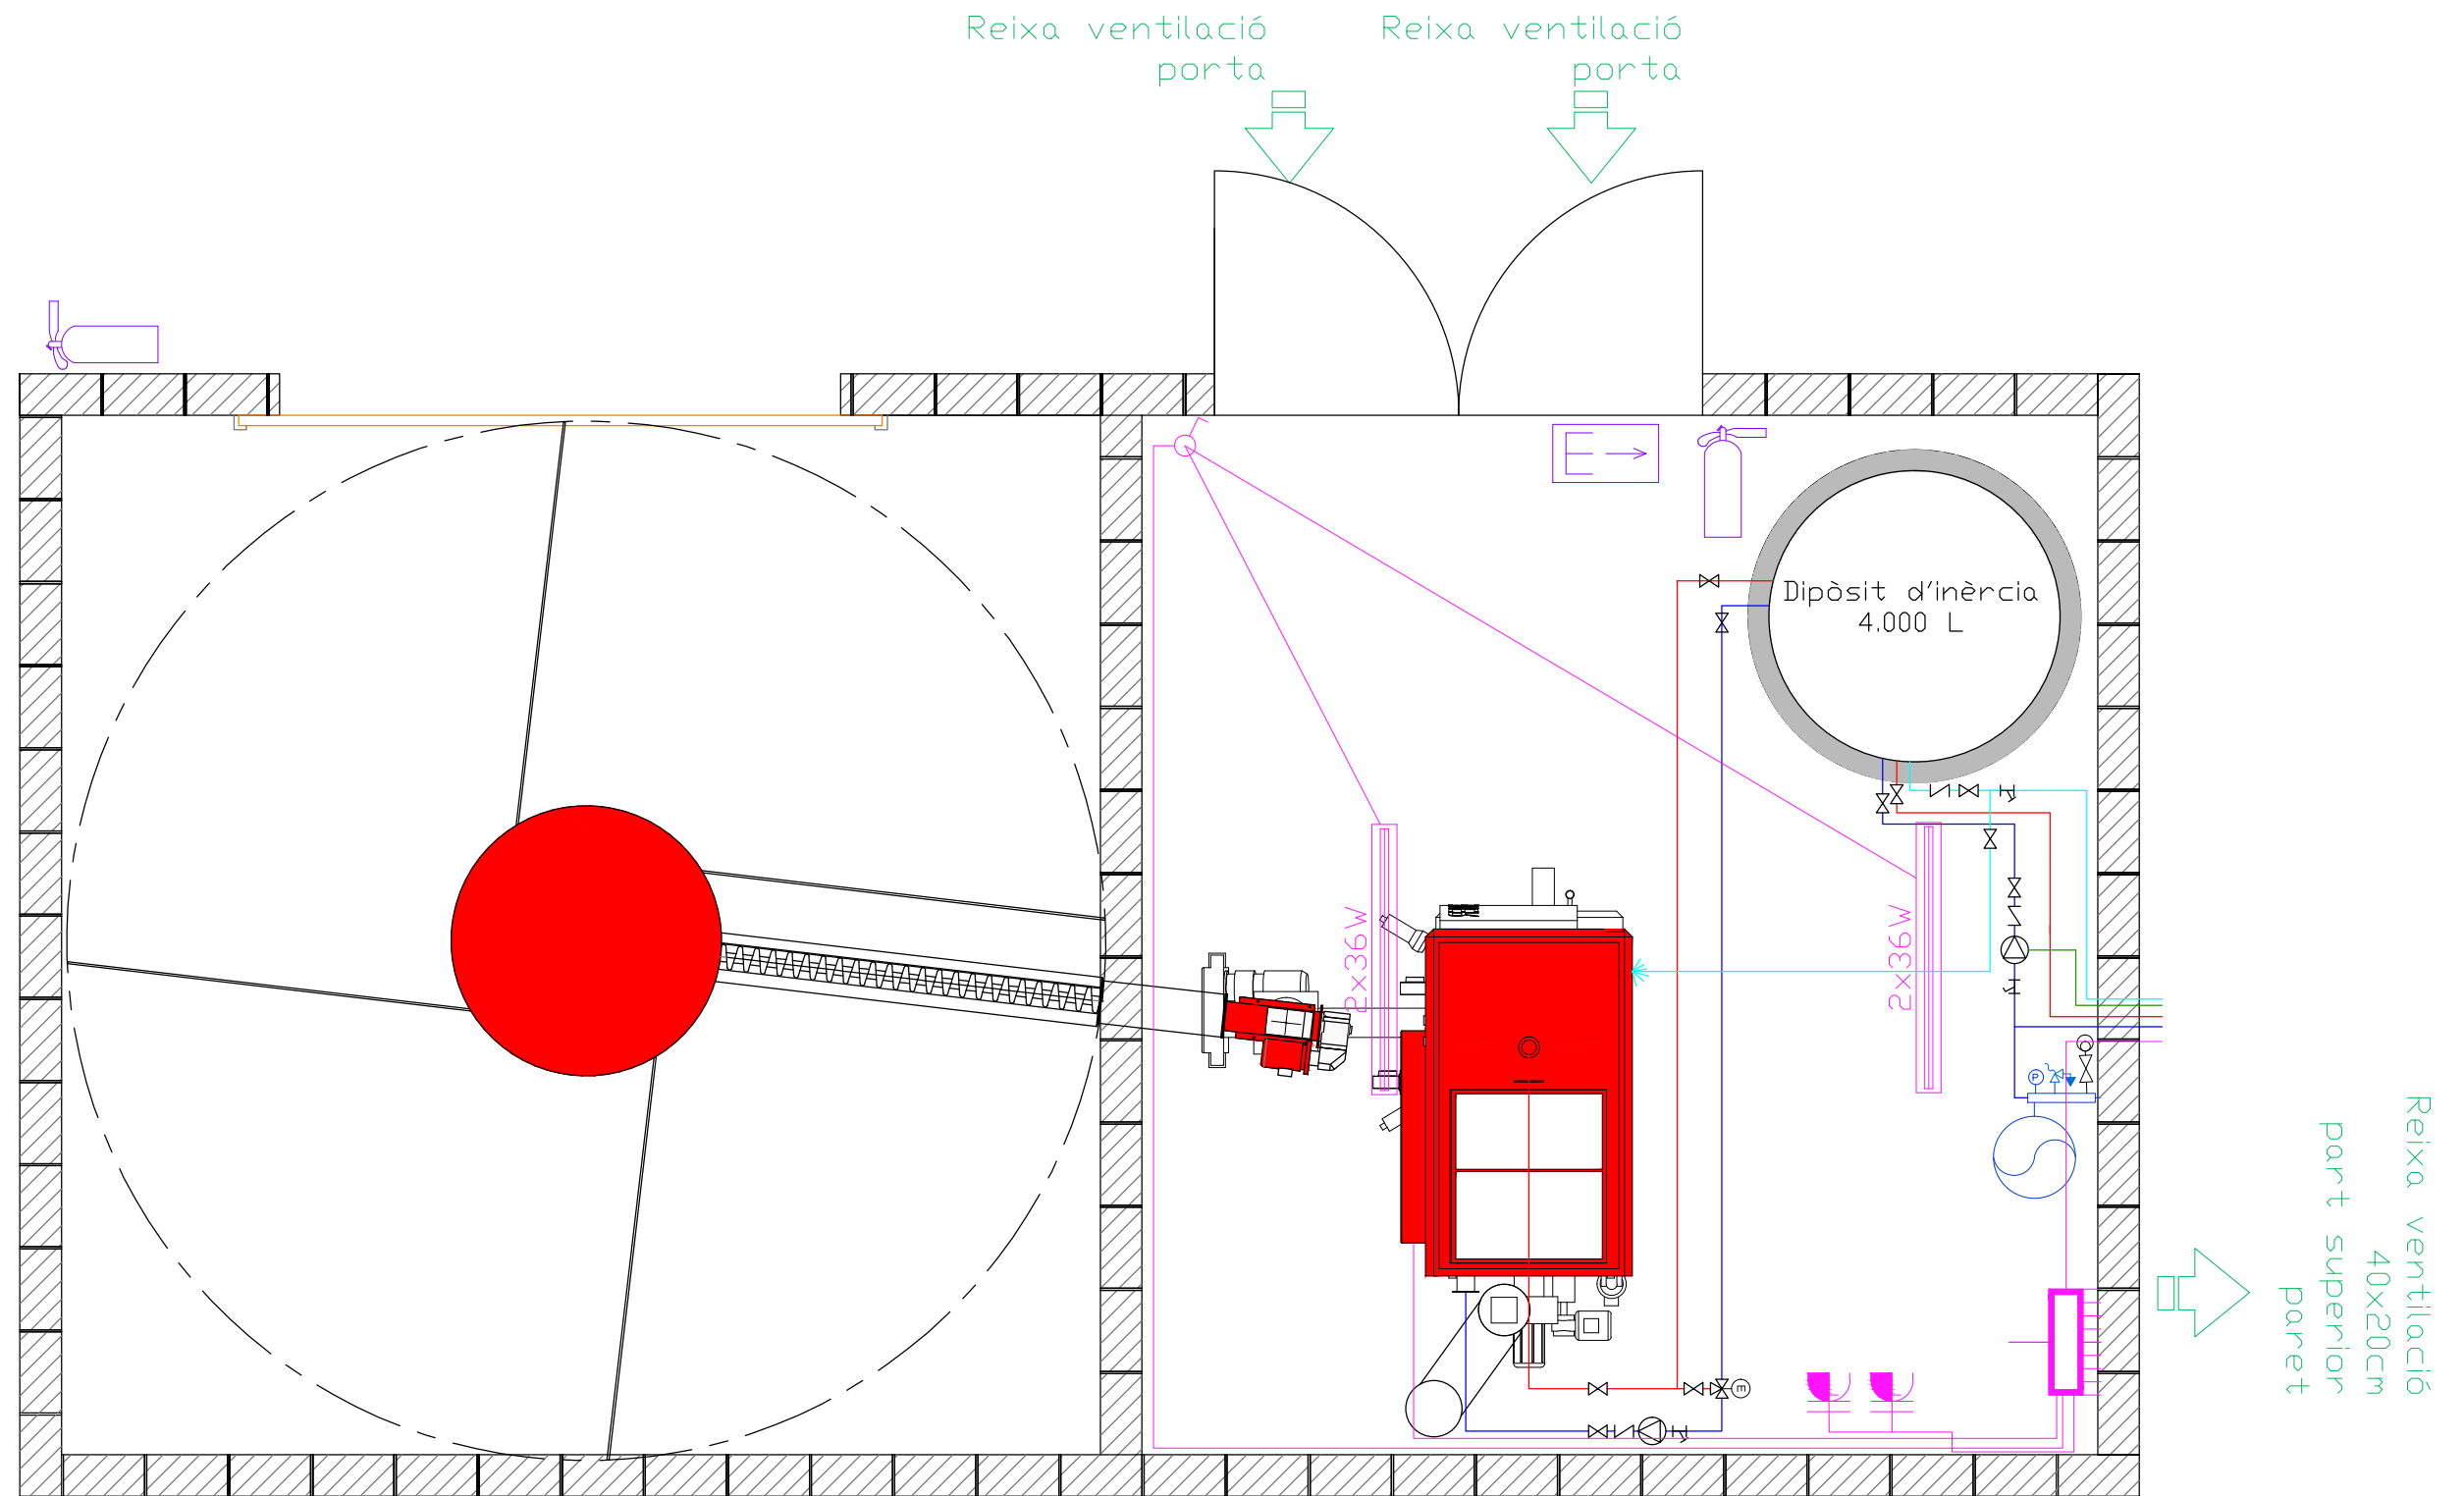 Reixa ventilació
porta
Reixa ventilació
porta
E
Dipòsit d'inèrcia
4.000 L
2x36W
2x36W
P
m
Reixa ventilació
40x20cm
part superior
paret